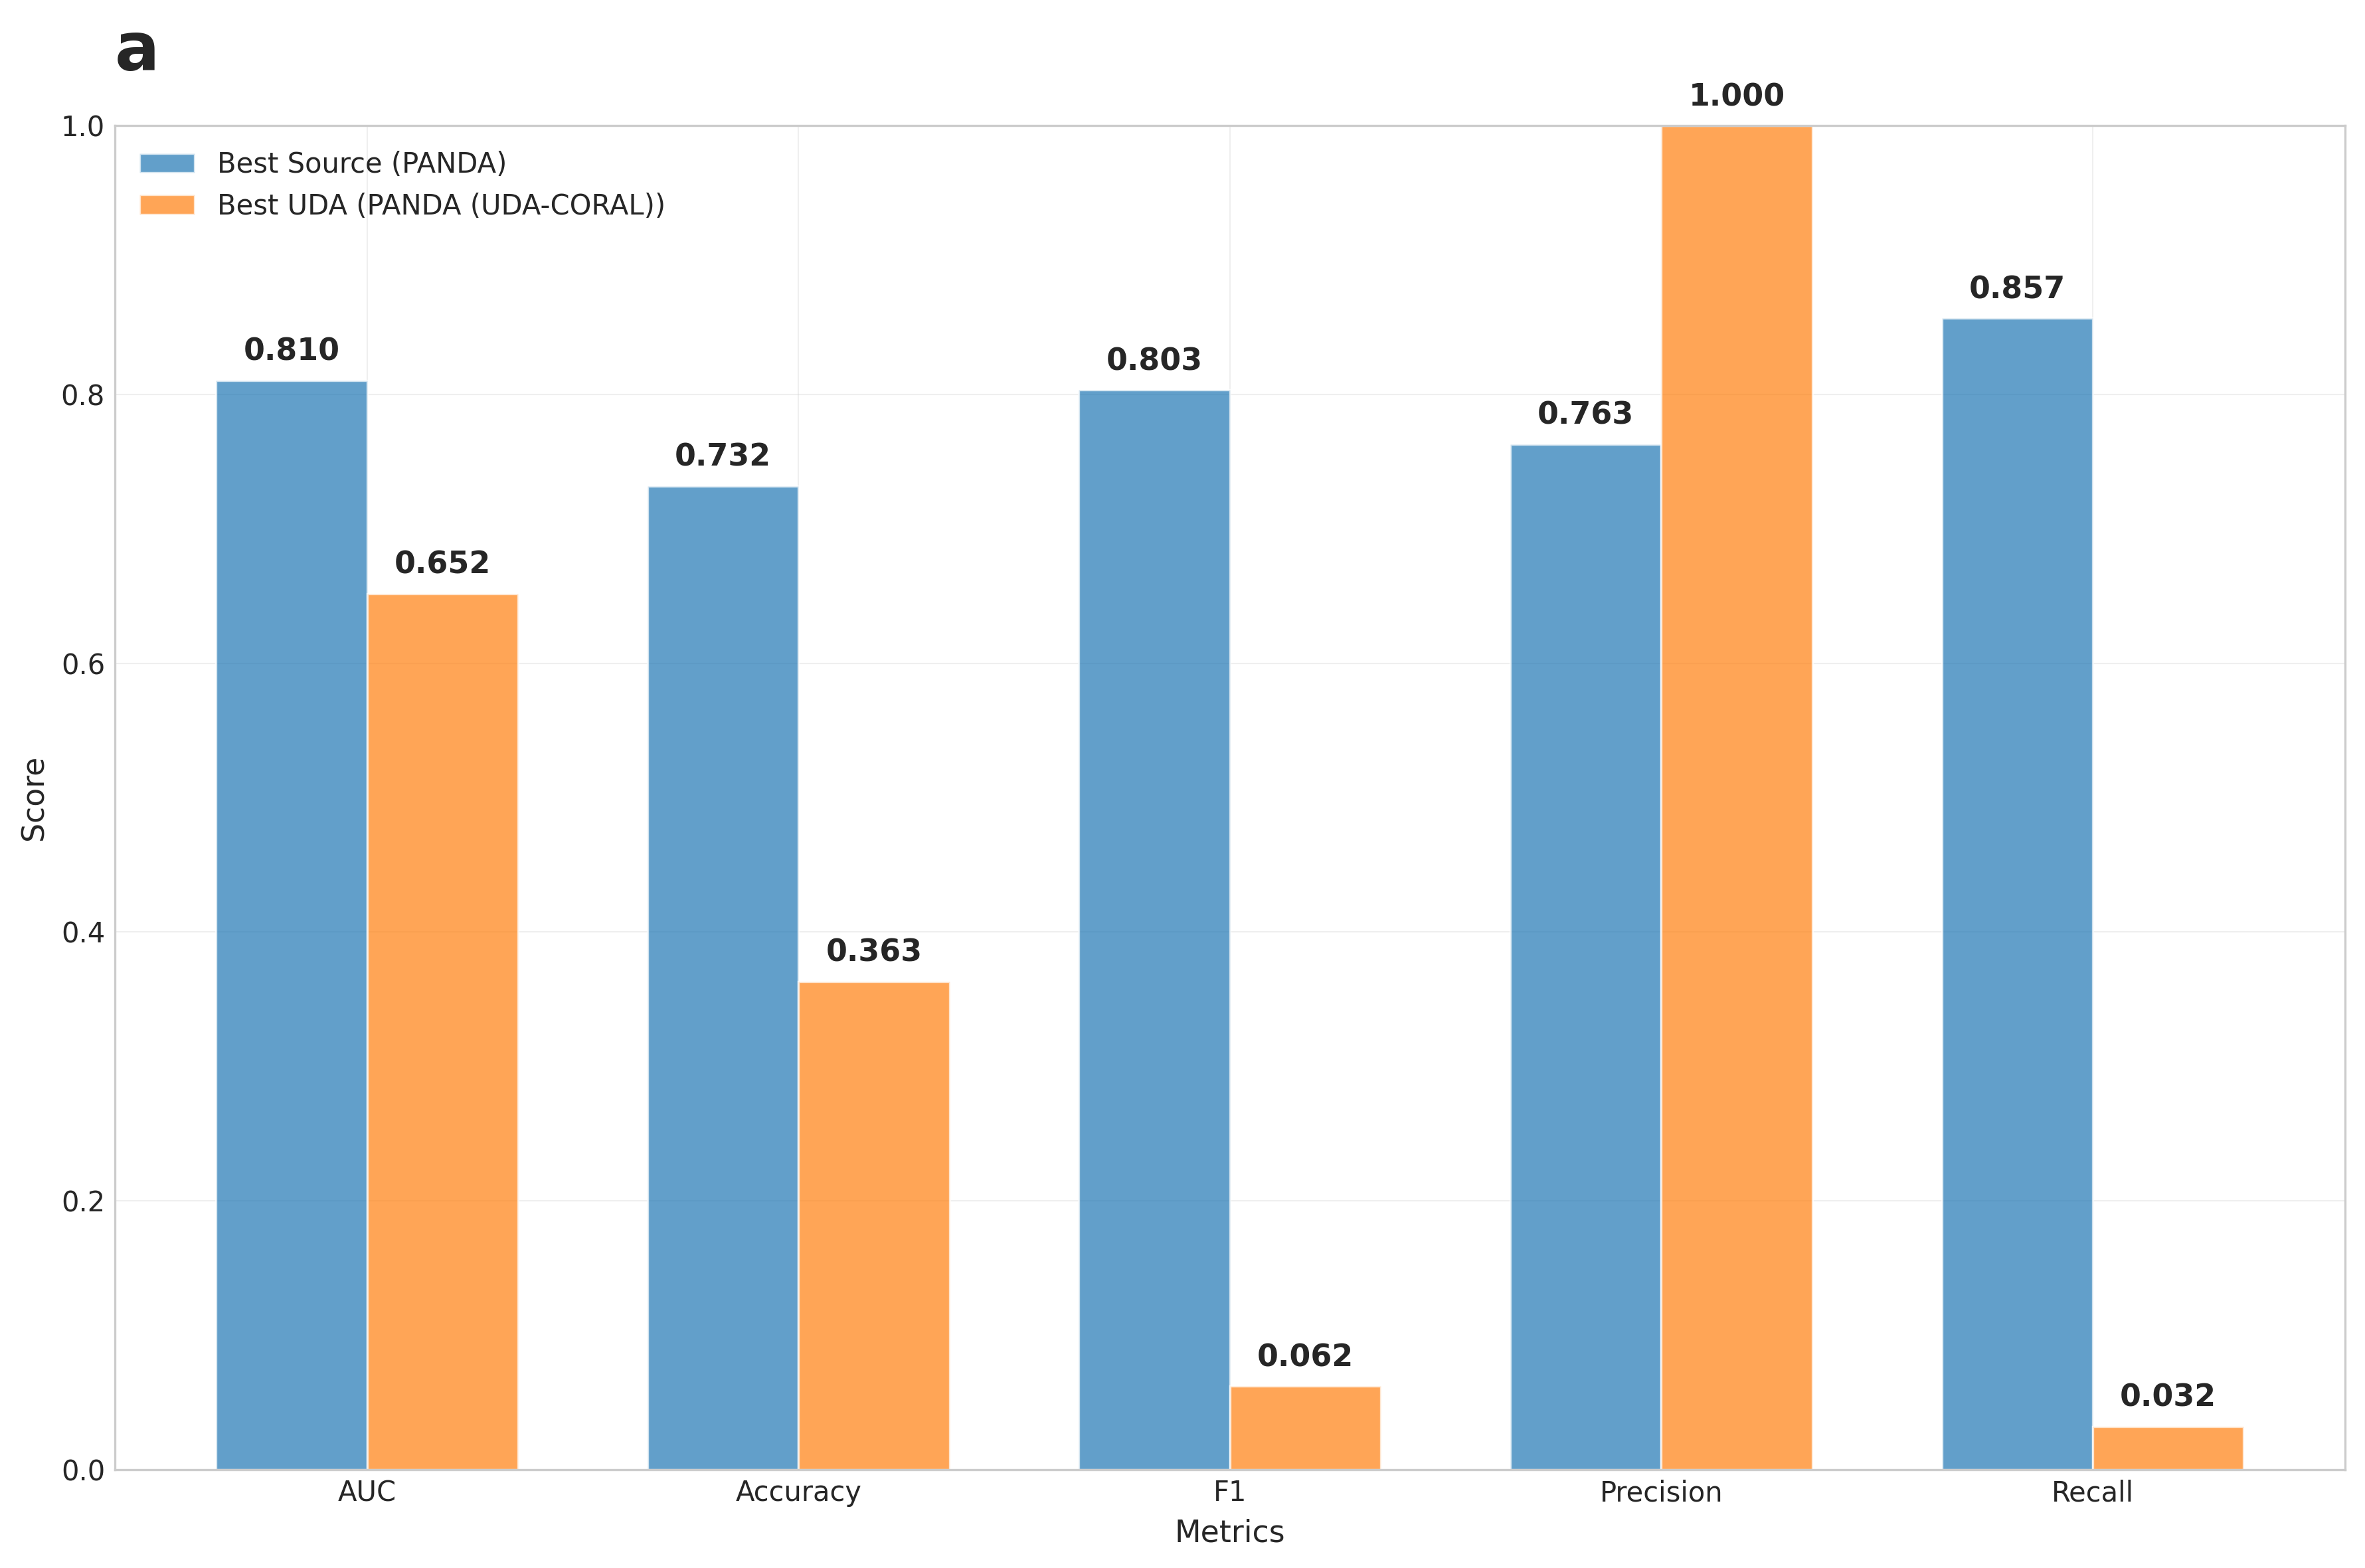 a
1.000
1.0
Best Source (PANDA)
Best UDA (PANDA (UDA-CORAL))
0.857
0.810
0.803
0.8
0.763
0.732
0.652
0.6
Score
0.4
0.363
0.2
0.062
0.032
0.0
AUC Accuracy F1 Precision Recall
Metrics